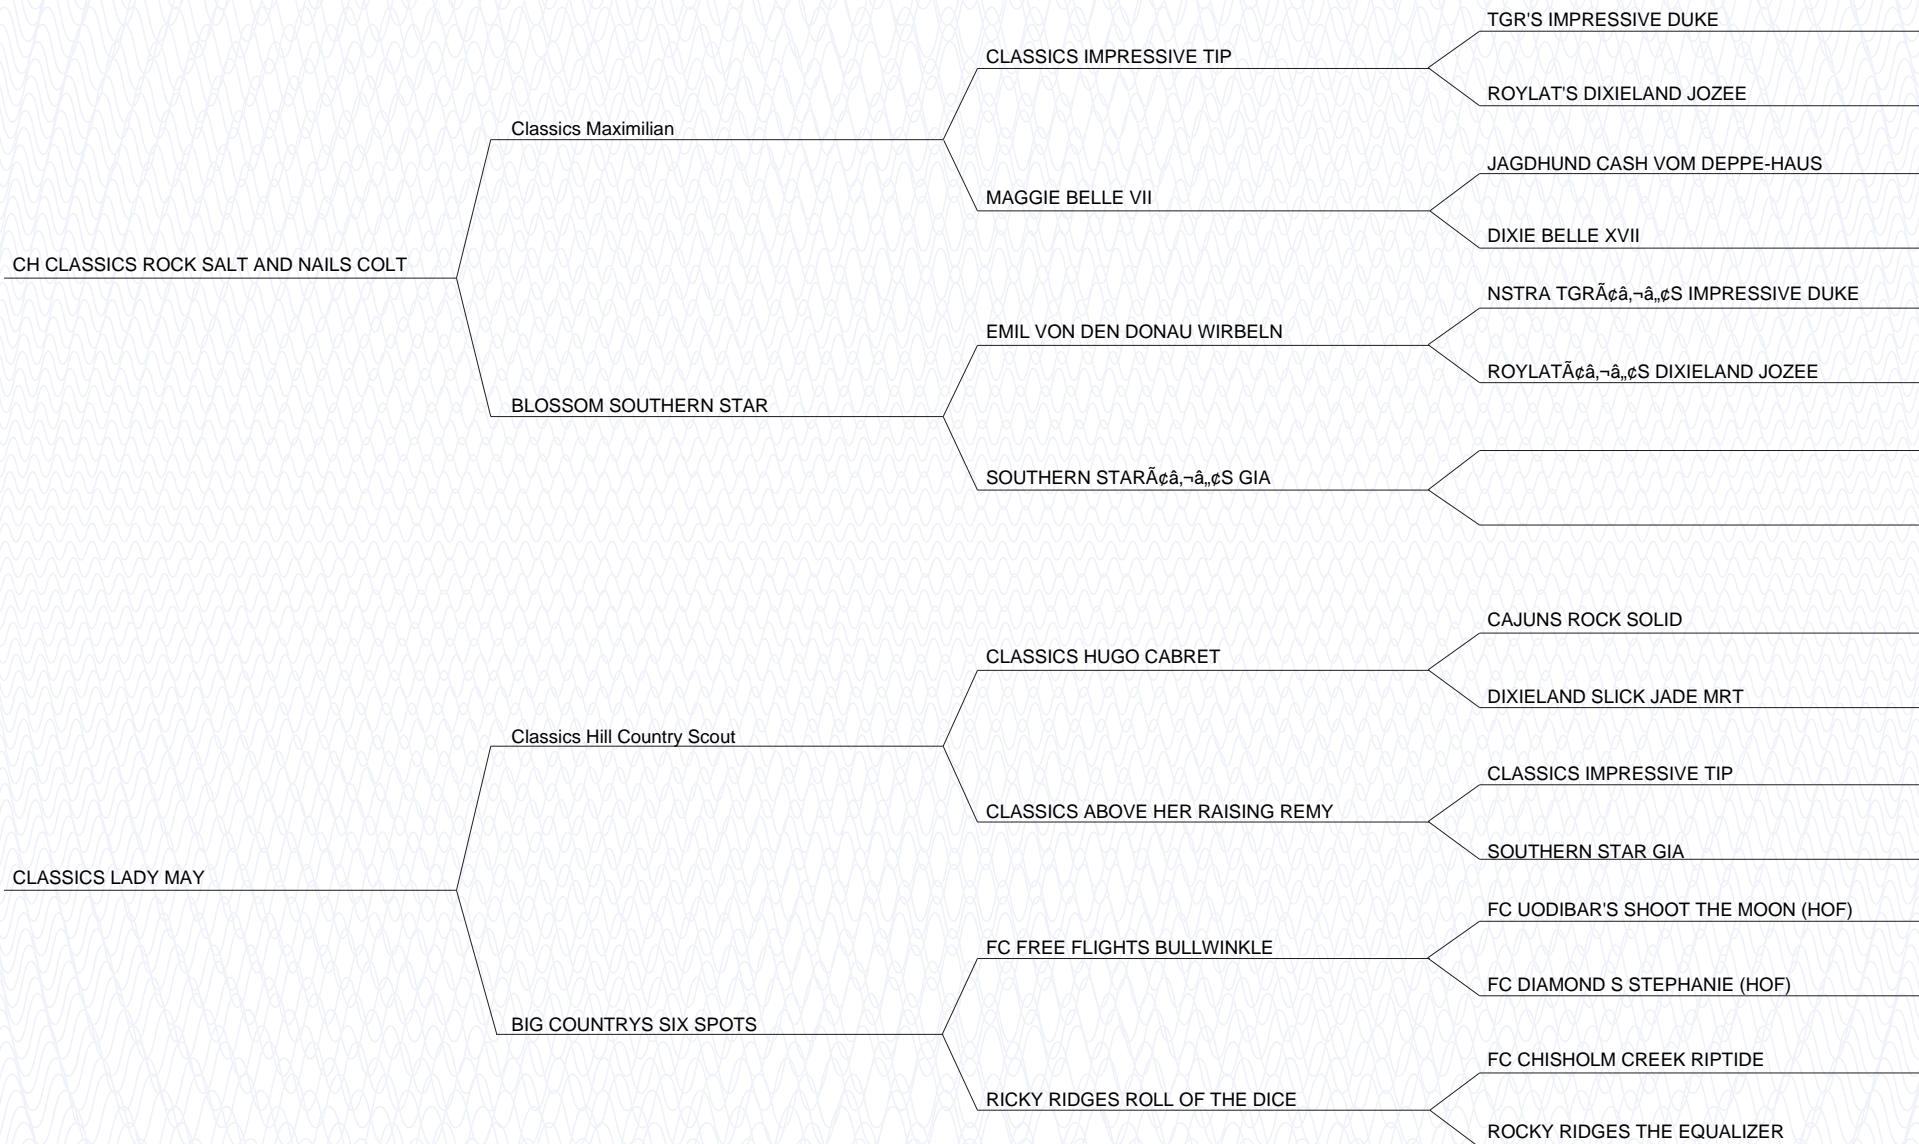 TGR'S IMPRESSIVE DUKE
CLASSICS IMPRESSIVE TIP
ROYLAT'S DIXIELAND JOZEE
Classics Maximilian
JAGDHUND CASH VOM DEPPE-HAUS
MAGGIE BELLE VII
DIXIE BELLE XVII
CH CLASSICS ROCK SALT AND NAILS COLT
NSTRA TGRÃ¢â‚¬â„¢S IMPRESSIVE DUKE
EMIL VON DEN DONAU WIRBELN
ROYLATÃ¢â‚¬â„¢S DIXIELAND JOZEE
BLOSSOM SOUTHERN STAR
SOUTHERN STARÃ¢â‚¬â„¢S GIA
CAJUNS ROCK SOLID
CLASSICS HUGO CABRET
DIXIELAND SLICK JADE MRT
Classics Hill Country Scout
CLASSICS IMPRESSIVE TIP
CLASSICS ABOVE HER RAISING REMY
SOUTHERN STAR GIA
CLASSICS LADY MAY
FC UODIBAR'S SHOOT THE MOON (HOF)
FC FREE FLIGHTS BULLWINKLE
FC DIAMOND S STEPHANIE (HOF)
BIG COUNTRYS SIX SPOTS
FC CHISHOLM CREEK RIPTIDE
RICKY RIDGES ROLL OF THE DICE
ROCKY RIDGES THE EQUALIZER